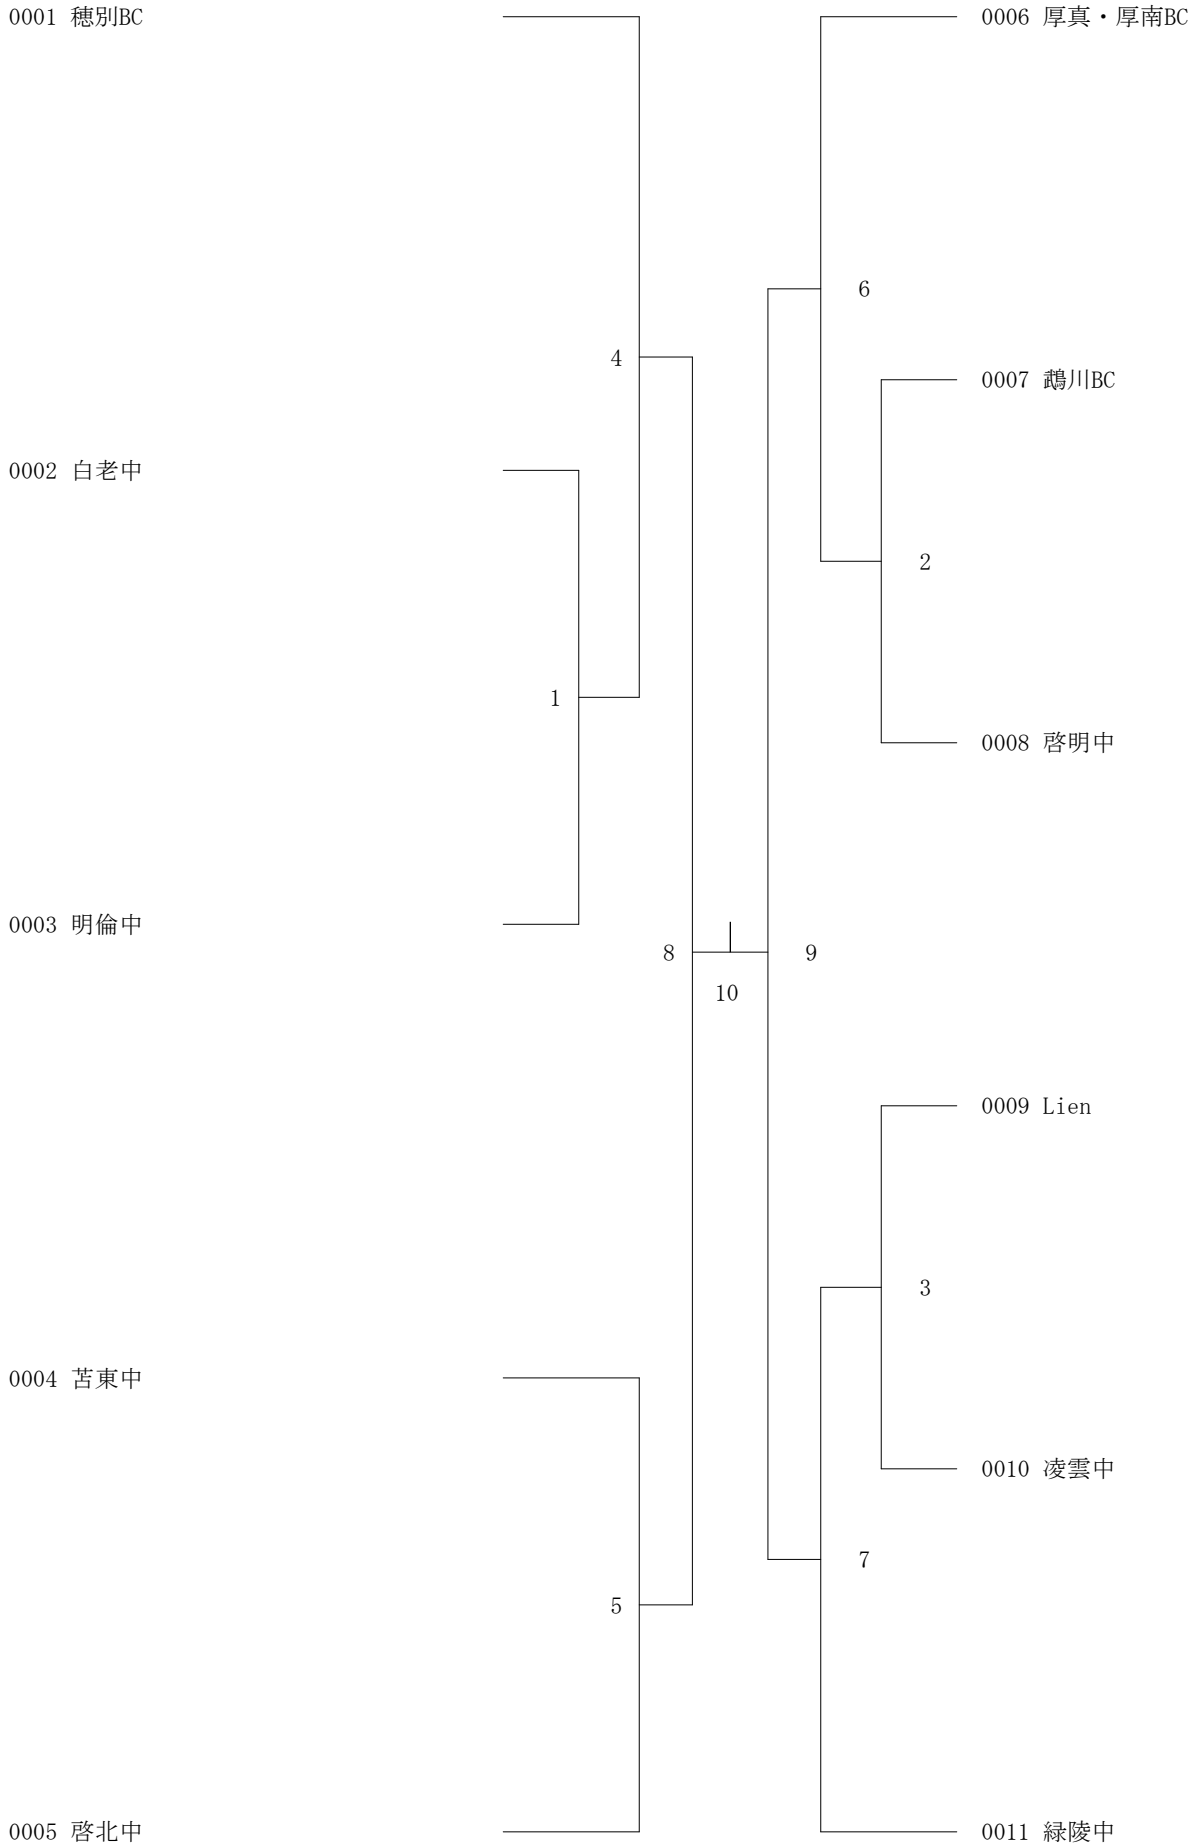 0001 穂別BC
0006 厚真・厚南BC
6
4
0007 鵡川BC
0002 白老中
2
1
0008 啓明中
0003 明倫中
8
9
10
0009 Lien
3
0004 苫東中
0010 凌雲中
7
5
0005 啓北中
0011 緑陵中